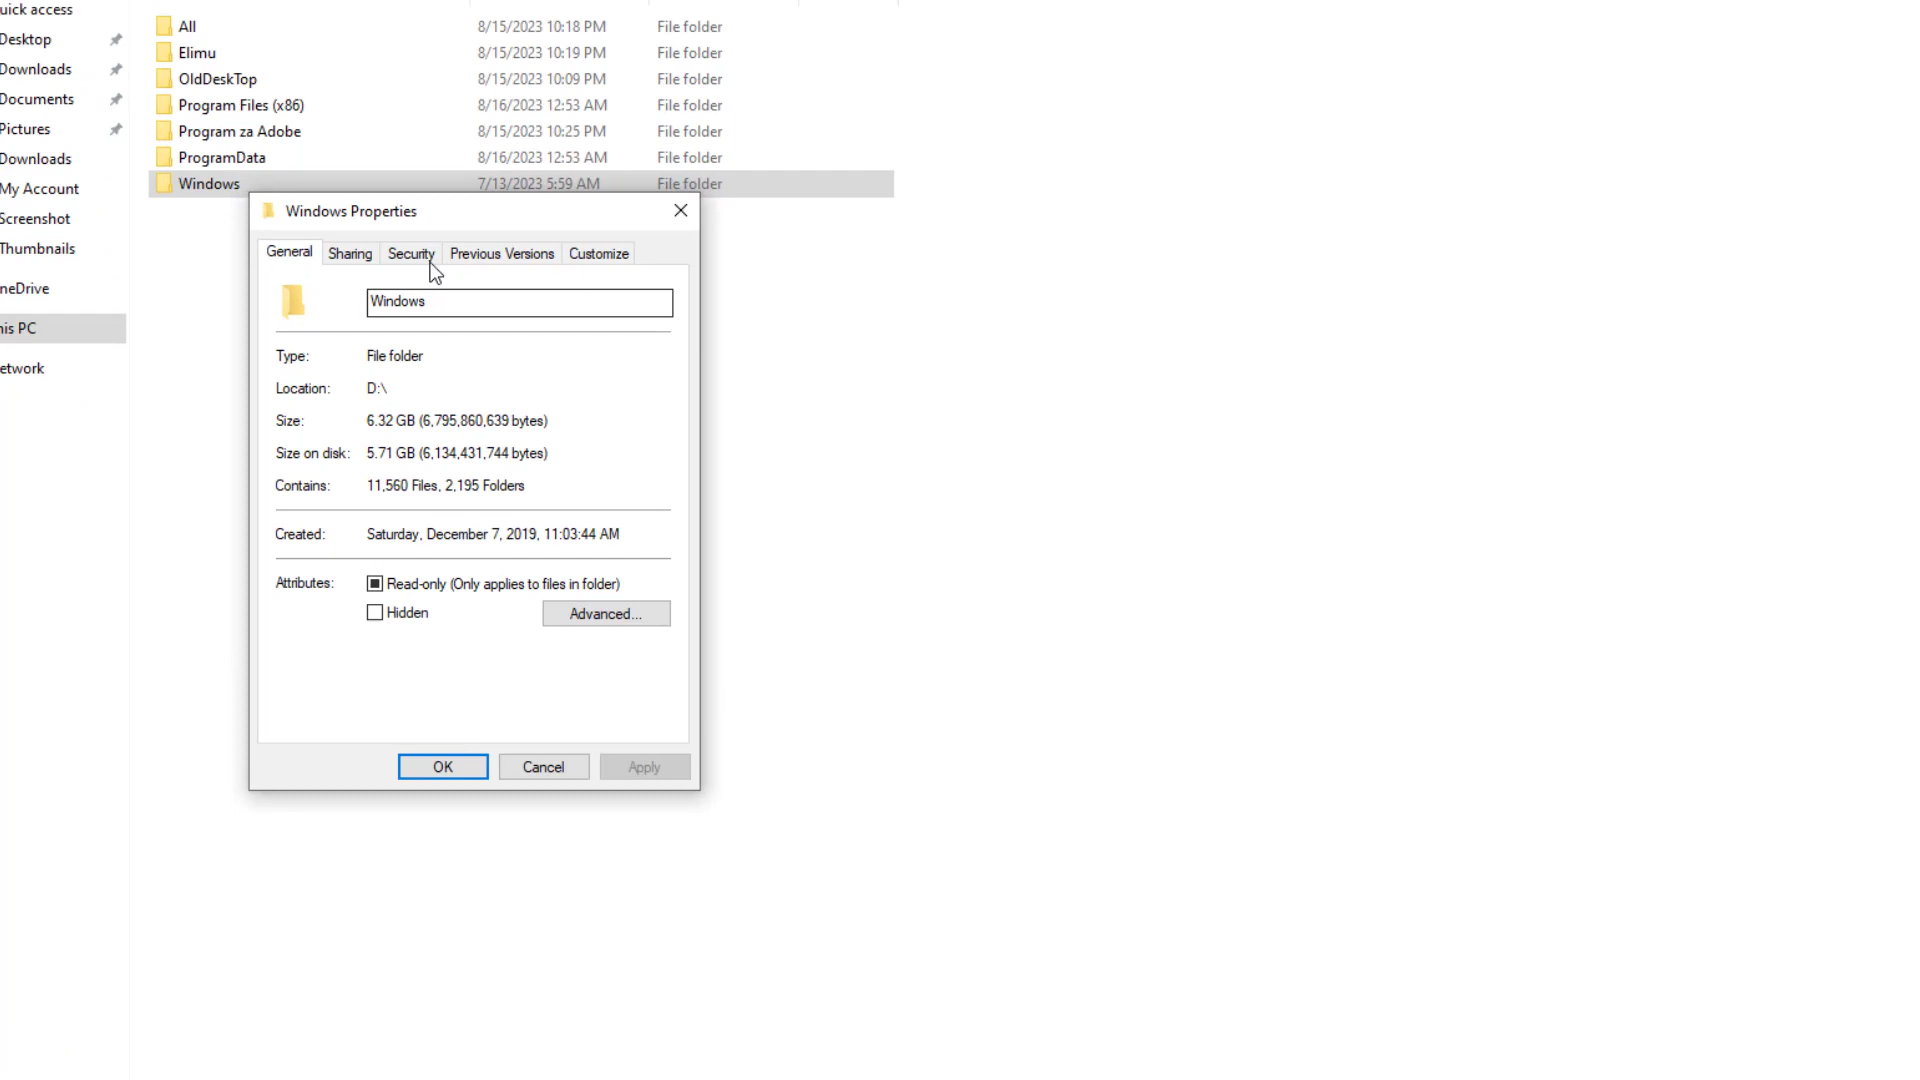 uick access
Desktop
Downloads
Documents
Pictures
Downloads
My Account
Screenshot
Thumbnails
neDrive
his PC
etwork
All 8/15/2023 10:18 PM File folder
Elimu 8/15/2023 10:19 PM File folder
OldDeskTop 8/15/2023 10:09 PM File folder
Program Files (x86) 8/16/2023 12:53 AM File folder
Program za Adobe 8/15/2023 10:25 PM File folder
ProgramData 8/16/2023 12:53 AM File folder
Windows 7/13/2023 5:59 AM File folder
Windows Properties
General Sharing Security Previous Versions Customize
Windows
Type: File folder
Location: D:\
Size: 6.32 GB (6,795,860,639 bytes)
Size on disk: 5.71 GB (6,134,431,744 bytes)
Contains: 11,560 Files, 2,195 Folders
Created: Saturday, December 7, 2019, 11:03:44 AM
Attributes: Read-only (Only applies to files in folder)
Hidden Advanced...
OK Cancel Apply